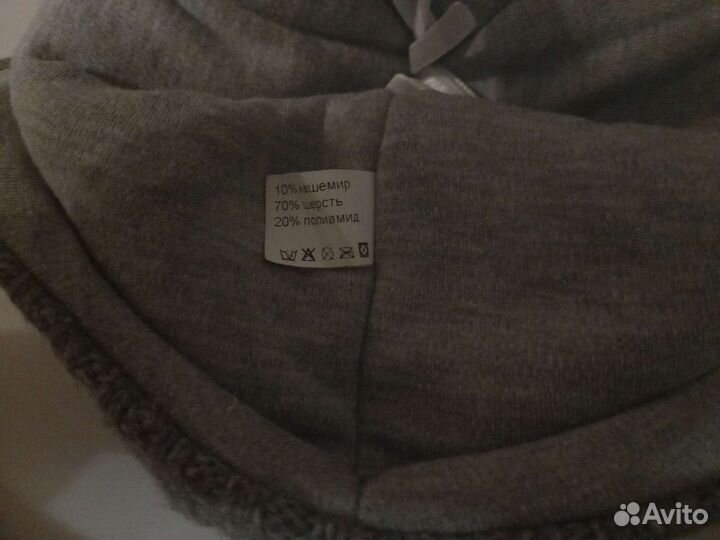 10% кашемир
70% шерсть
20% полиамид
Avito